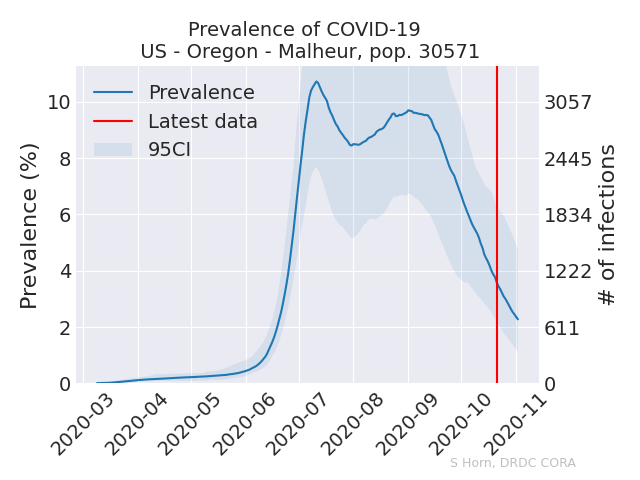 Prevalence of COVID-19
US - Oregon - Malheur, pop. 30571
Prevalence
Latest data
95CI
Prevalence (%)
10
8
6
4
2
0
3057
2445
1834
1222
611
0
# of infections
2020-03
2020-04
2020-05
2020-06
2020-07
2020-08
2020-09
2020-10
2020-11
S Horn, DRDC CORA